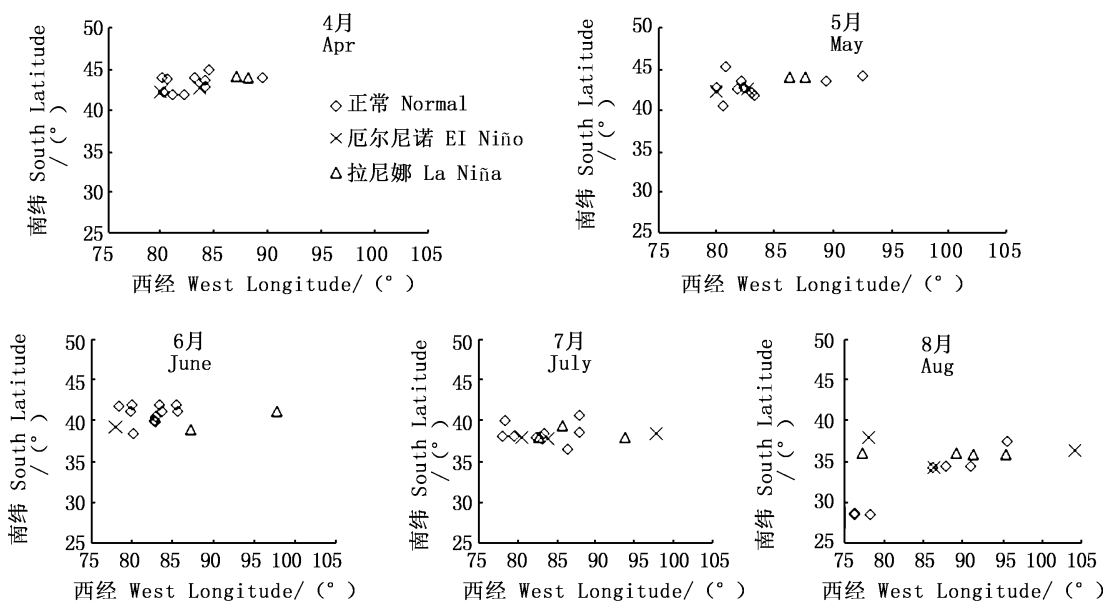 4月
Apr
南纬 South Latitude
/(°)
50
45
40
35
30
25
◇正常 Normal
×厄尔尼诺 EI Niño
△拉尼娜 La Niña
75 80 85 90 95 100 105
西经 West Longitude/(°)
5月
May
南纬 South Latitude
/(°)
50
45
40
35
30
25
75 80 85 90 95 100 105
西经 West Longitude/(°)
6月
June
南纬 South Latitude
/(°)
50
45
40
35
30
25
75 80 85 90 95 100 105
西经 West Longitude/(°)
7月
July
南纬 South Latitude
/(°)
50
45
40
35
30
25
75 80 85 90 95 100 105
西经 West Longitude/(°)
8月
Aug
南纬 South Latitude
/(°)
50
45
40
35
30
25
75 80 85 90 95 100 105
西经 West Longitude/(°)